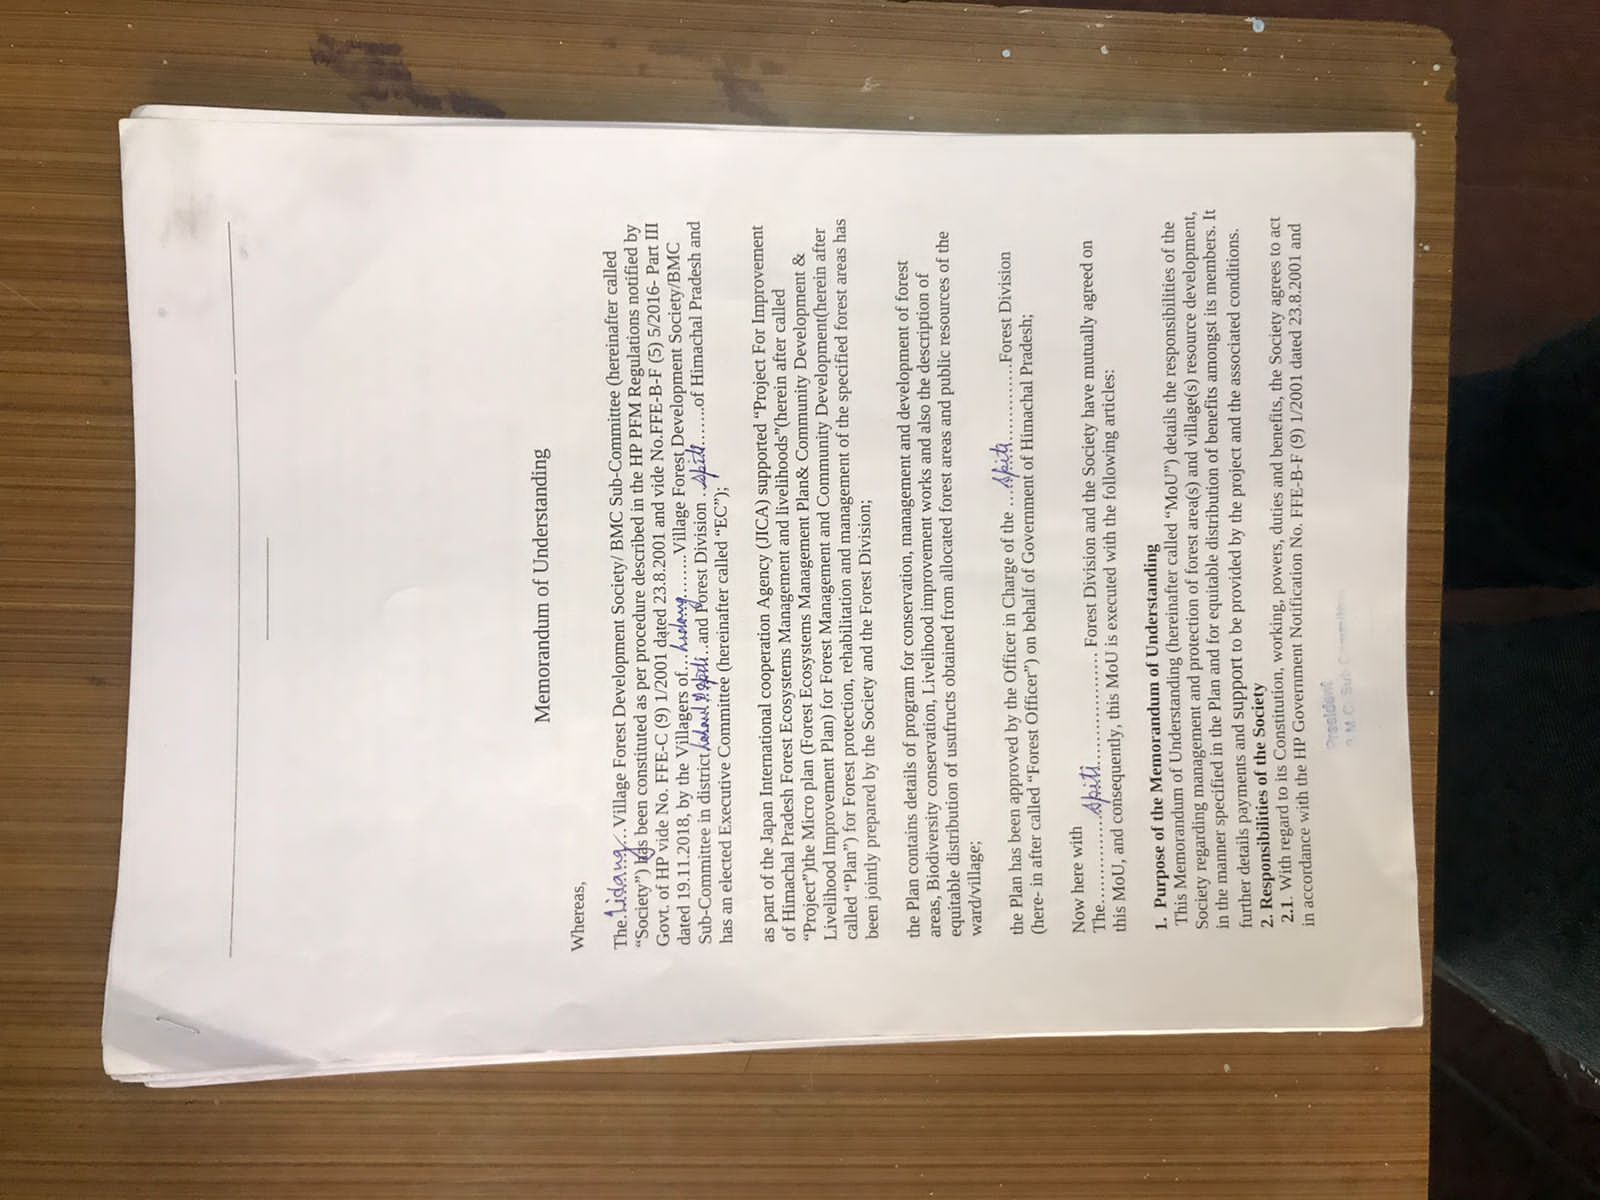 Memorandum of Understanding
Whereas,
The.Lidang..Village Forest Development Society/ BMC Sub-Committee (hereinafter called
“Society”) has been constituted as per procedure described in the HP PFM Regulations notified by
Govt. of HP vide No. FFE-C (9) 1/2001 dated 23.8.2001 and vide No.FFE-B-F (5) 5/2016- Part III
dated 19.11.2018, by the Villagers of...lidang.......Village Forest Development Society/BMC
Sub-Committee in district lahaul spiti..and Forest Division ..spiti......of Himachal Pradesh and
has an elected Executive Committee (hereinafter called “EC”);
as part of the Japan International cooperation Agency (JICA) supported “Project For Improvement
of Himachal Pradesh Forest Ecosystems Management and livelihoods”(herein after called
“Project”)the Micro plan (Forest Ecosystems Management Plan& Community Development &
Livelihood Improvement Plan) for Forest Management and Community Development(herein after
called “Plan”) for Forest protection, rehabiliation and management of the specified forest areas has
been jointly prepared by the Society and the Forest Division;
the Plan contains details of program for conservation, management and development of forest
areas, Biodiversity conservation, Livelihood improvement works and also the description of
equitable distribution of usufructs obtained from allocated forest areas and public resources of the
ward/village;
the Plan has been approved by the Officer in Charge of the ....spiti...........Forest Division
(here- in after called “Forest Officer”) on behalf of Government of Himachal Pradesh;
Now here with
The............spiti.................. Forest Division and the Society have mutually agreed on
this MoU, and consequently, this MoU is executed with the following articles:
1. Purpose of the Memorandum of Understanding
This Memorandum of Understanding (hereinafter called “MoU”) details the responsibilities of the
Society regarding management and protection of forest area(s) and village(s) resource development,
in the manner specified in the Plan and for equitable distribution of benefits amongst its members. It
further details payments and support to be provided by the project and the associated conditions.
2. Responsibilities of the Society
2.1. With regard to its Constitution, working, powers, duties and benefits, the Society agrees to act
in accordance with the HP Government Notification No. FFE-B-F (9) 1/2001 dated 23.8.2001 and
President
M.C. Sub Committee